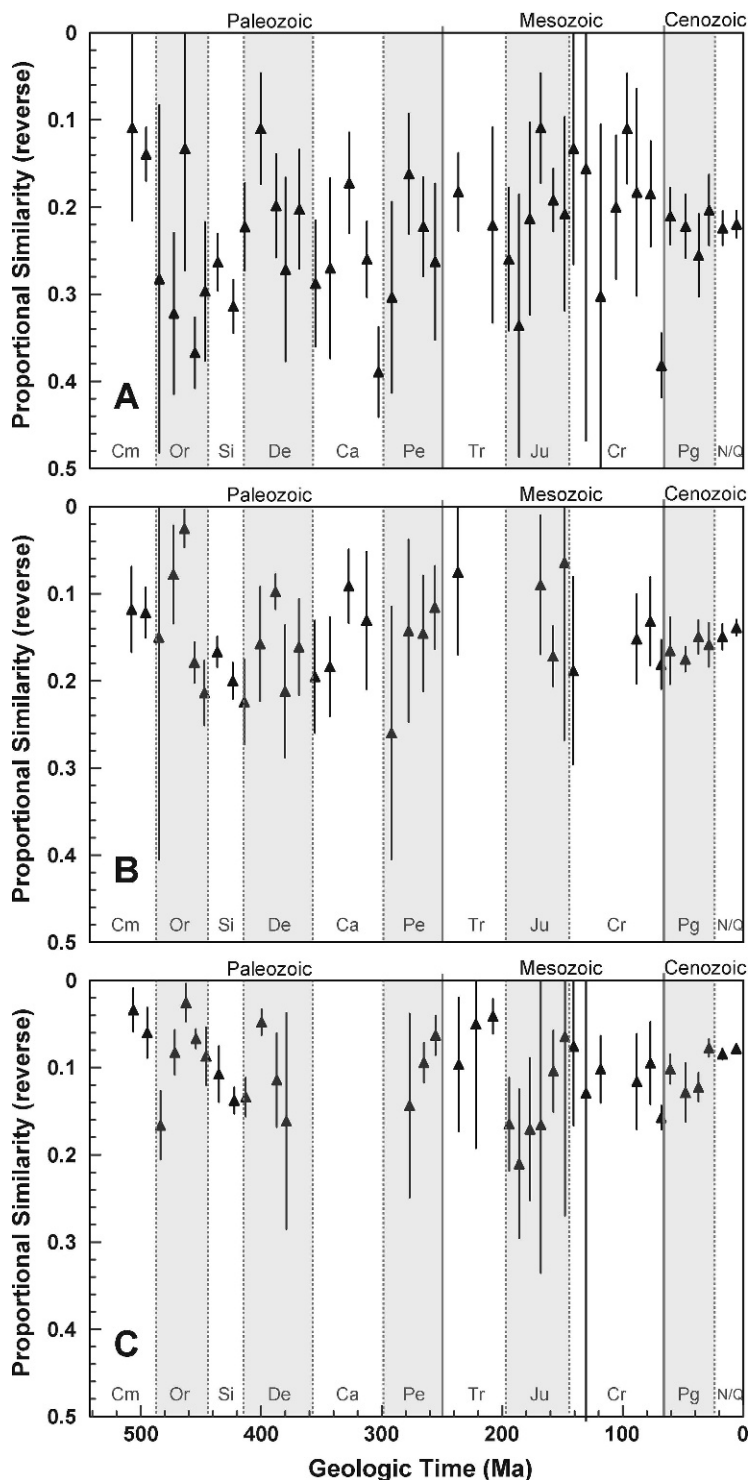 Paleozoic Mesozoic Cenozoic
0
0.1
0.2
0.3
0.4
0.5
Proportional Similarity (reverse)
A
Cm Or Si De Ca Pe Tr Ju Cr Pg N/Q
Paleozoic Mesozoic Cenozoic
0
0.1
0.2
0.3
0.4
0.5
Proportional Similarity (reverse)
B
Cm Or Si De Ca Pe Tr Ju Cr Pg N/Q
Paleozoic Mesozoic Cenozoic
0
0.1
0.2
0.3
0.4
0.5
Proportional Similarity (reverse)
C
Cm Or Si De Ca Pe Tr Ju Cr Pg N/Q
500 400 300 200 100 0
Geologic Time (Ma)